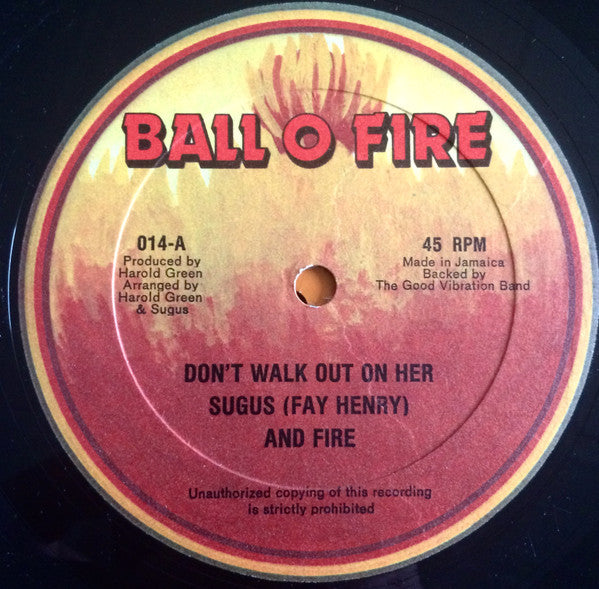 BALL O FIRE
014-A
Produced by
Harold Green
Arranged by
Harold Green
& Sugus
45 RPM
Made in Jamaica
Backed by
The Good Vibration Band
DON'T WALK OUT ON HER
SUGUS (FAY HENRY)
AND FIRE
Unauthorized copying of this recording
is strictly prohibited